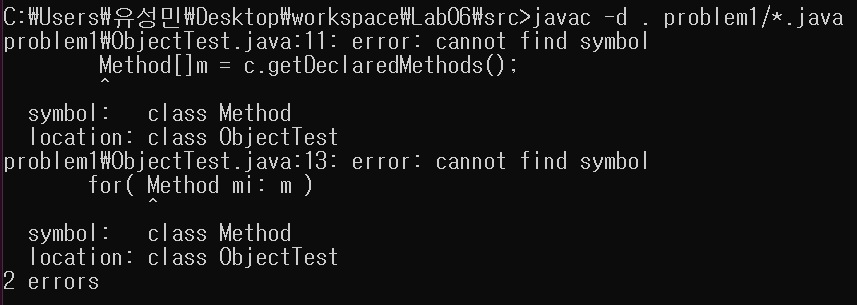 C:₩Users₩유성민₩Desktop₩workspace₩Lab06₩src>javac -d . problem1/*.java
problem1₩ObjectTest.java:11: error: cannot find symbol
        Method[]m = c.getDeclaredMethods();
        ^
  symbol:   class Method
  location: class ObjectTest
problem1₩ObjectTest.java:13: error: cannot find symbol
       for( Method mi: m )
            ^
  symbol:   class Method
  location: class ObjectTest
2 errors